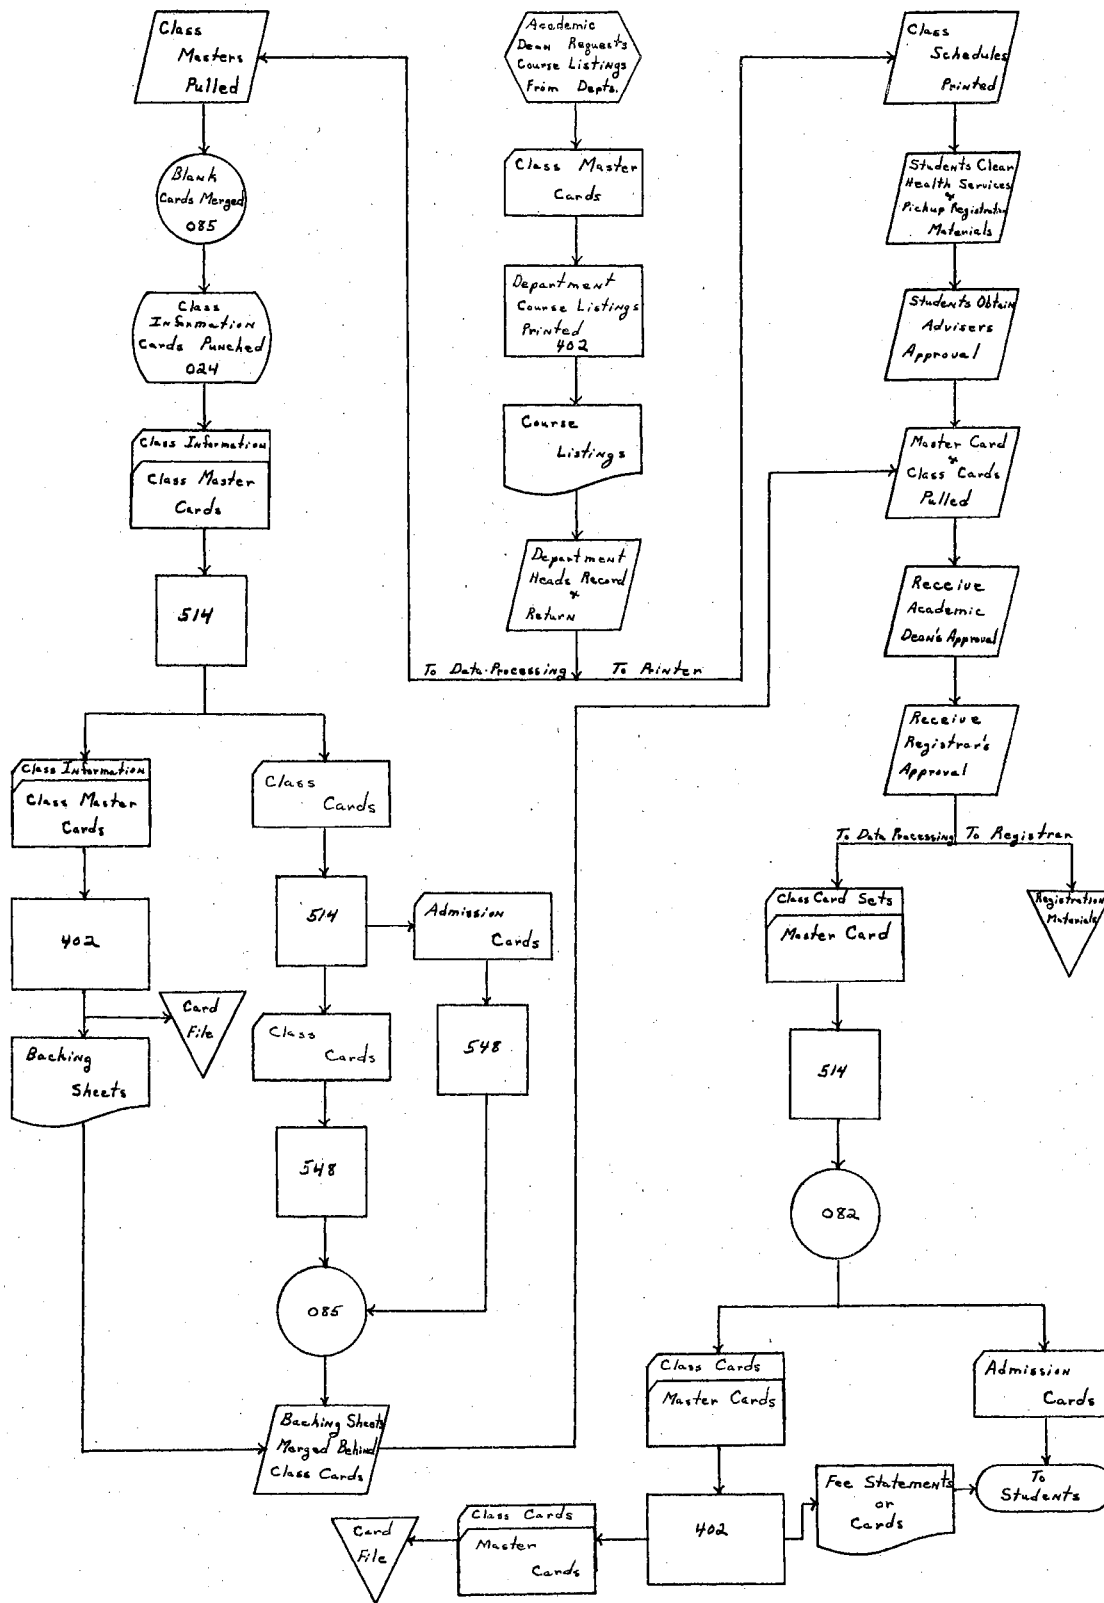 Class
Masters
Pulled
Blank
Cards Merged
085
Class
Information
Cards Punched
024
Class Information
Class Master
Cards
514
Class Information
Class Master
Cards
402
Card
File
Backing
Sheets
Class
Cards
514
Admission
Cards
Class
Cards
548
548
085
Backing Sheets
Merged Behind
Class Cards
Academic
Dean Requests
Course Listings
From Depts.
Class Master
Cards
Department
Course Listings
Printed
402
Course
Listings
Department
Heads Record
&
Return
To Data-Processing
To Printer
Class
Schedules
Printed
Students Clear
Health Services
&
Pickup Registration
Materials
Students Obtain
Advisers
Approval
Master Card
&
Class Cards
Pulled
Receive
Academic
Dean's Approval
Receive
Registrar's
Approval
To Data Processing
To Registrar
Class Card Sets
Master Card
Registration
Materials
514
082
Class Cards
Master Cards
Admission
Cards
402
Fee Statements
or
Cards
To
Students
Class Cards
Master
Cards
Card
File